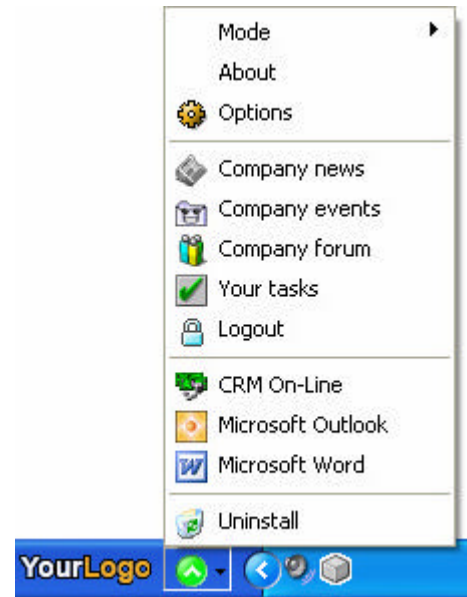 Mode
About
Options
Company news
Company events
Company forum
Your tasks
Logout
CRM On-Line
Microsoft Outlook
Microsoft Word
Uninstall
YourLogo